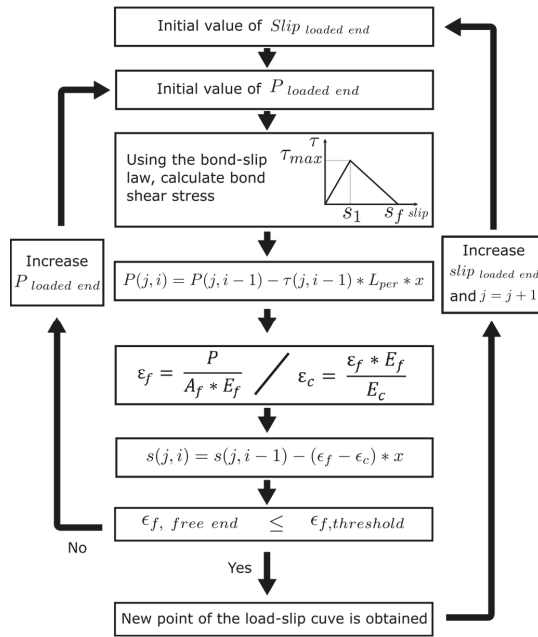 Initial value of Slip loaded end
Initial value of P loaded end
Using the bond-slip
law, calculate bond
shear stress
τ
τmax
s1
sf slip
Increase
P loaded end
Increase
slip loaded end
and j = j + 1
P(j, i) = P(j, i − 1) − τ(j, i − 1) ∗ Lper ∗ x
εf = P / Af ∗ Ef / εc = εf ∗ Ef / Ec
s(j, i) = s(j, i − 1) − (ϵf − ϵc) ∗ x
ϵf, free end ≤ ϵf,threshold
No
Yes
New point of the load-slip cuve is obtained